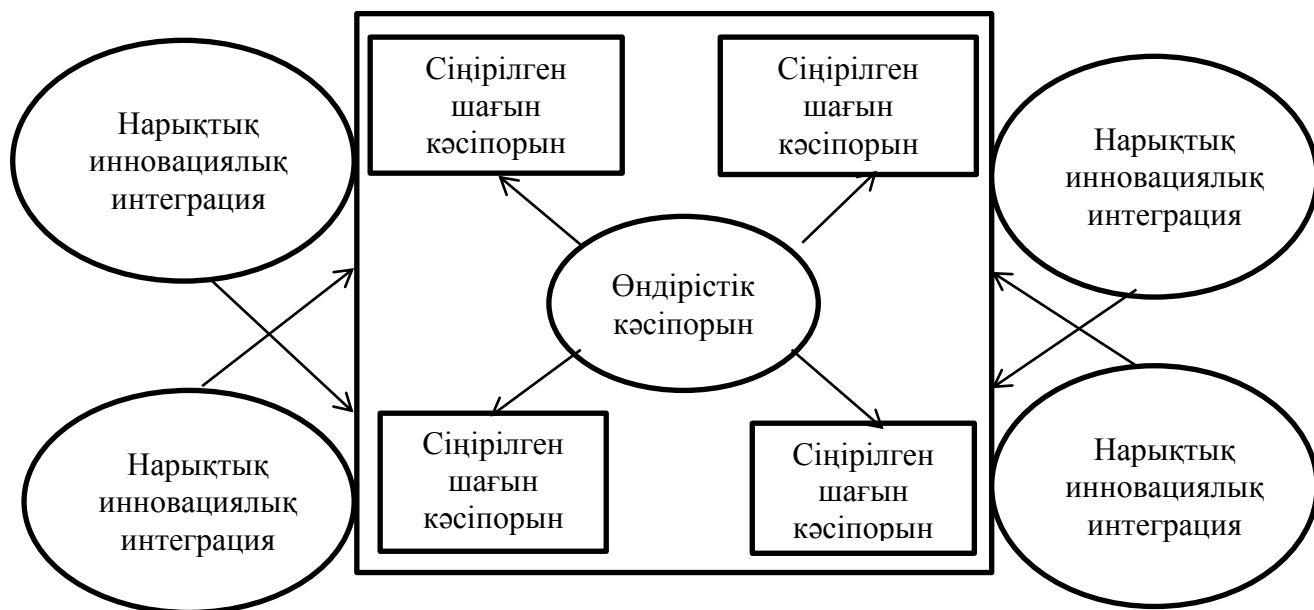 Нарықтық
инновациялық
интеграция
Сіңірілген
шағын
кәсіпорын
Сіңірілген
шағын
кәсіпорын
Нарықтық
инновациялық
интеграция
Өндірістік
кәсіпорын
Нарықтық
инновациялық
интеграция
Сіңірілген
шағын
кәсіпорын
Сіңірілген
шағын
кәсіпорын
Нарықтық
инновациялық
интеграция